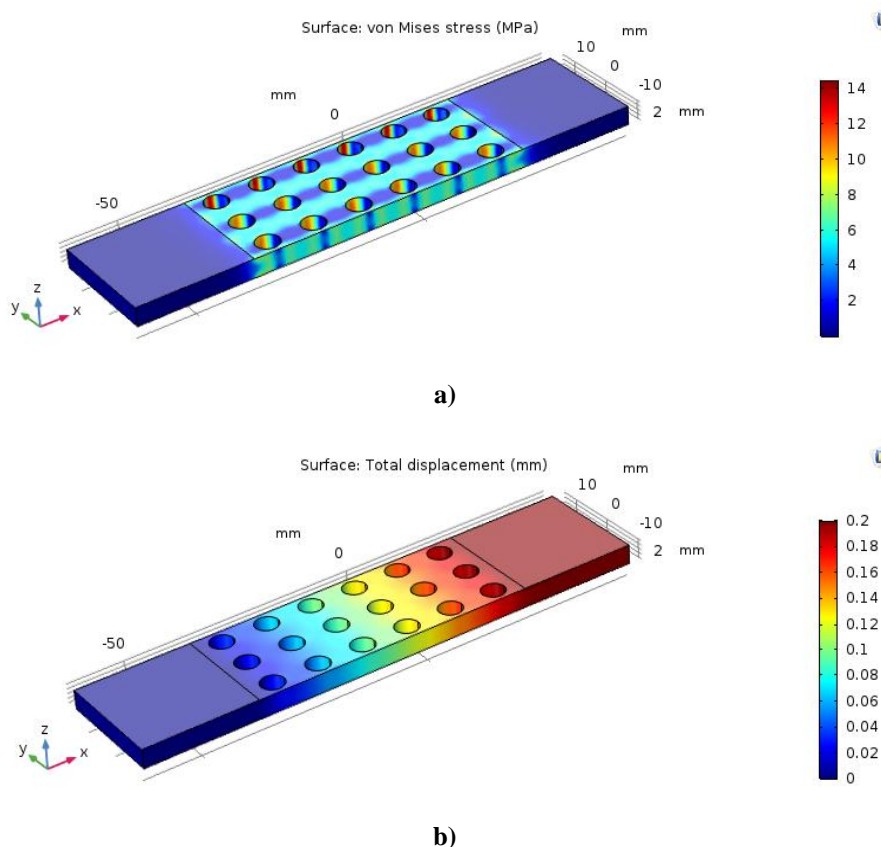 Surface: von Mises stress (MPa)
mm
10
0
-10
2 mm
mm
0
-50
z
y
x
14
12
10
8
6
4
2
a)
Surface: Total displacement (mm)
mm
10
0
-10
2 mm
mm
0
-50
z
y
x
0.2
0.18
0.16
0.14
0.12
0.1
0.08
0.06
0.04
0.02
0
b)